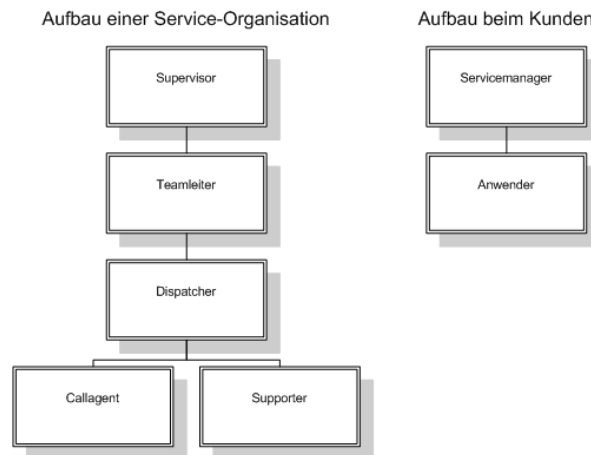 Aufbau einer Service-Organisation
Aufbau beim Kunden
Supervisor
Servicemanager
Teamleiter
Anwender
Dispatcher
Callagent
Supporter